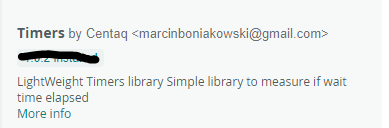 Timers by Centaq <marcinboniakowski@gmail.com>
LightWeight Timers library Simple library to measure if wait
time elapsed
More info